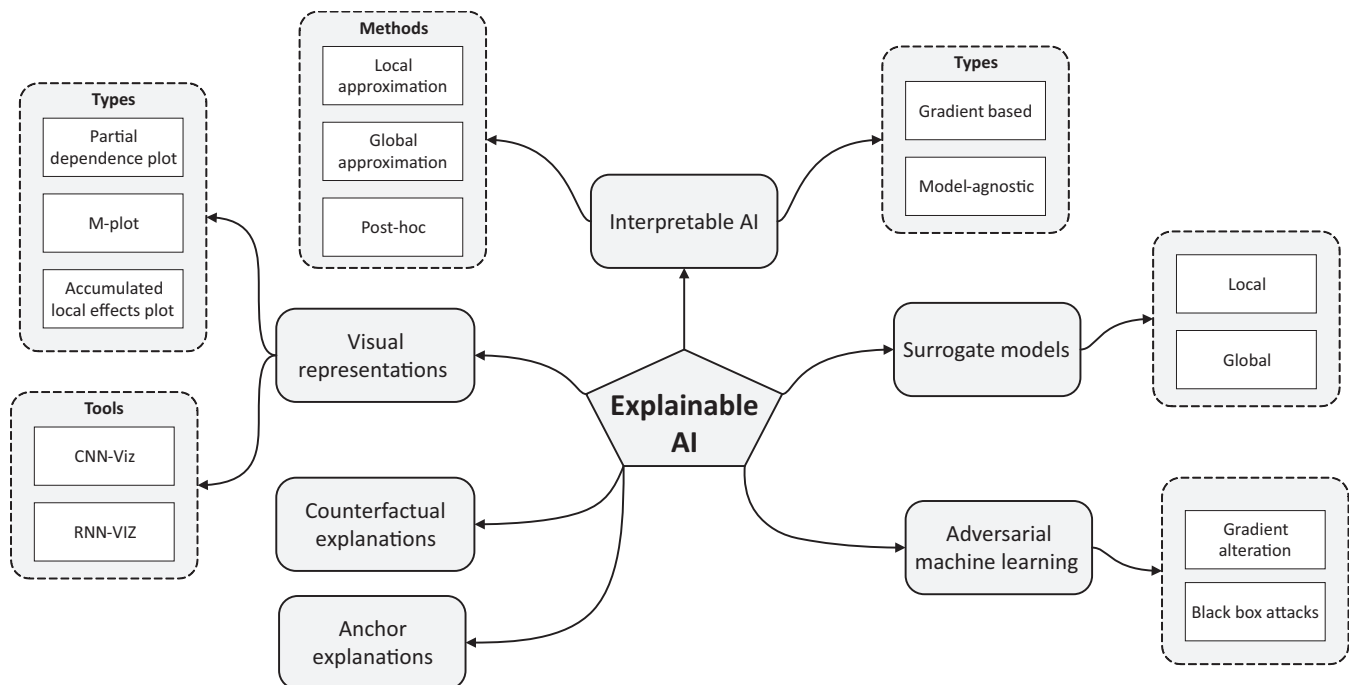 Methods
Local
approximation
Global
approximation
Post-hoc
Types
Gradient based
Model-agnostic
Types
Partial
dependence plot
M-plot
Accumulated
local effects plot
Interpretable AI
Local
Global
Visual
representations
Surrogate models
Explainable
AI
Tools
CNN-Viz
RNN-VIZ
Counterfactual
explanations
Adversarial
machine learning
Gradient
alteration
Black box attacks
Anchor
explanations